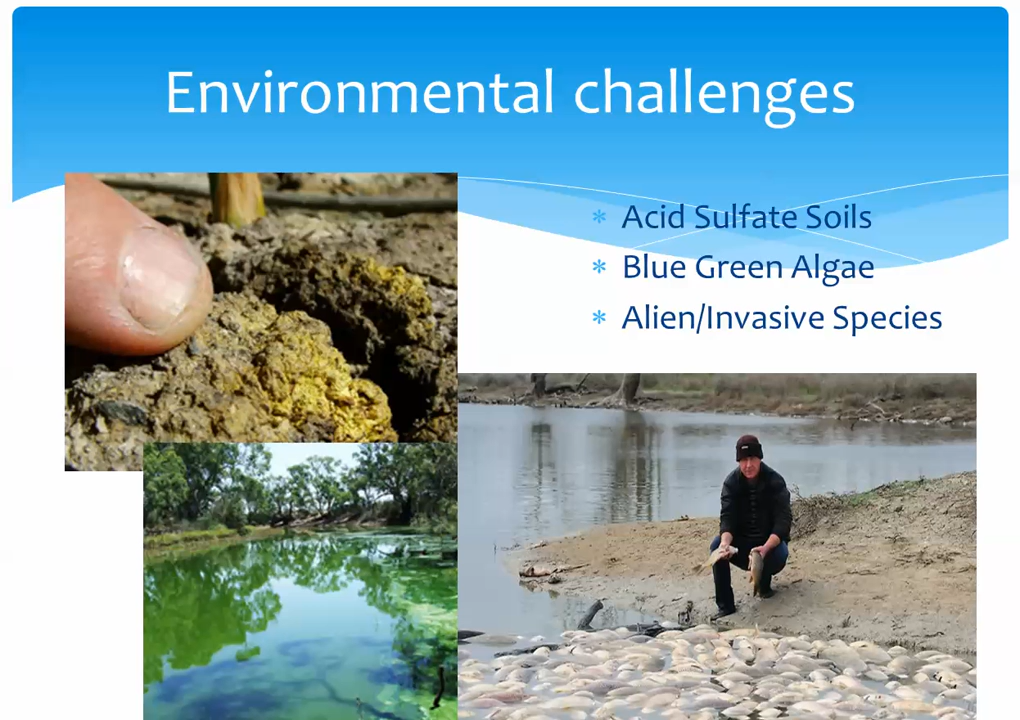 Environmental challenges
* Acid Sulfate Soils
* Blue Green Algae
* Alien/Invasive Species